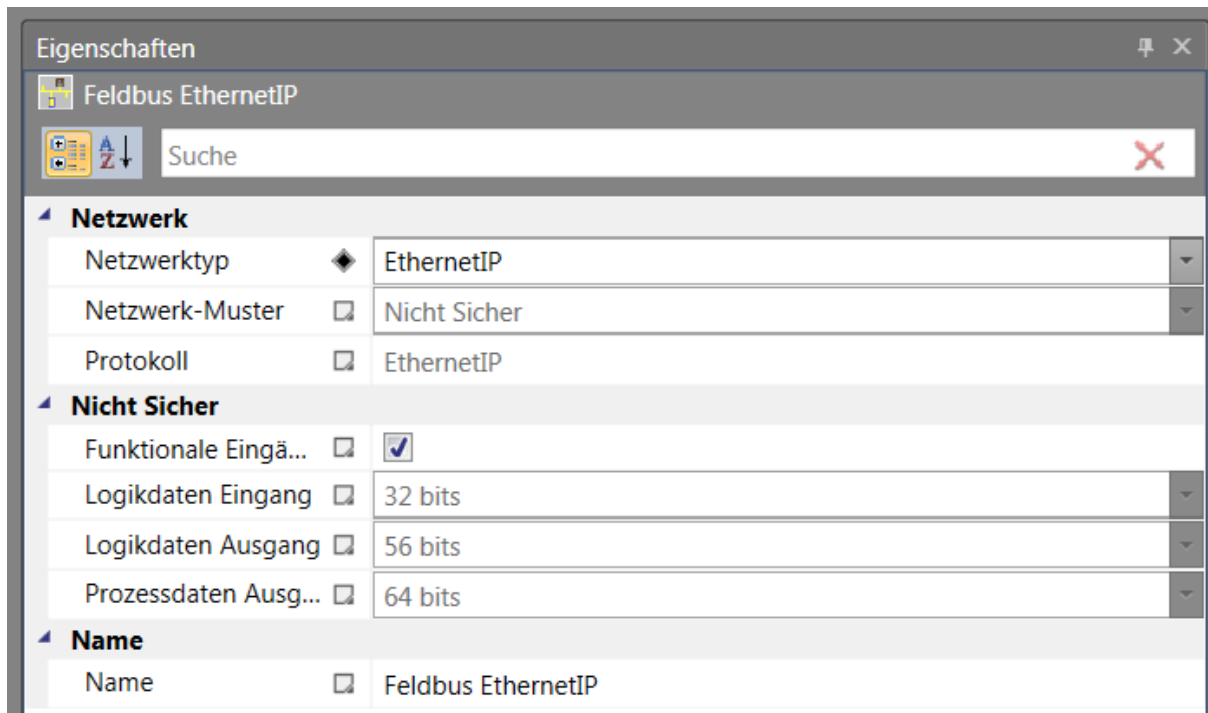 Eigenschaften
Feldbus EthernetIP
Suche
Netzwerk
Netzwerktyp EthernetIP
Netzwerk-Muster Nicht Sicher
Protokoll EthernetIP
Nicht Sicher
Funktionale Eingä...
Logikdaten Eingang 32 bits
Logikdaten Ausgang 56 bits
Prozessdaten Ausg... 64 bits
Name
Name Feldbus EthernetIP